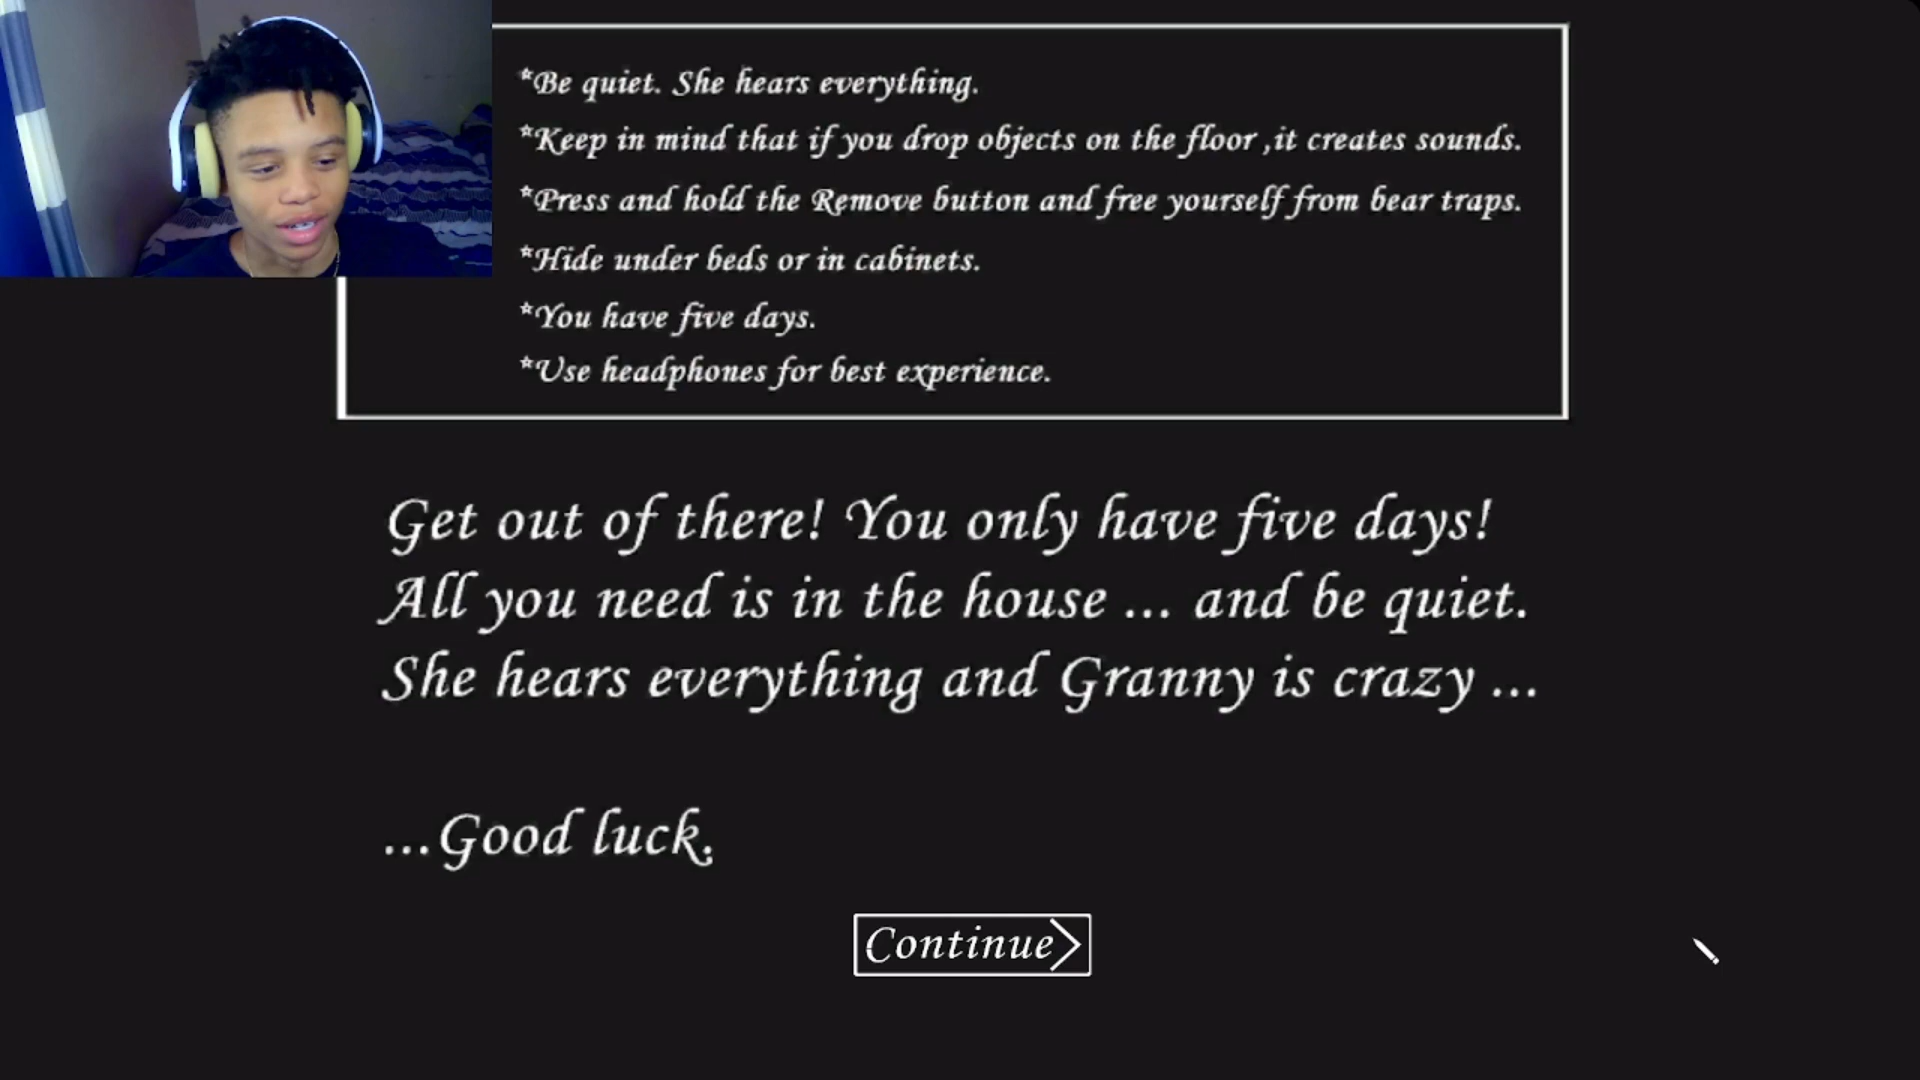 *Be quiet. She hears everything.
*Keep in mind that if you drop objects on the floor ,it creates sounds.
*Press and hold the Remove button and free yourself from bear traps.
*Hide under beds or in cabinets.
*You have five days.
*Use headphones for best experience.
Get out of there! You only have five days!
All you need is in the house ... and be quiet.
She hears everything and Granny is crazy ...
...Good luck.
Continue>